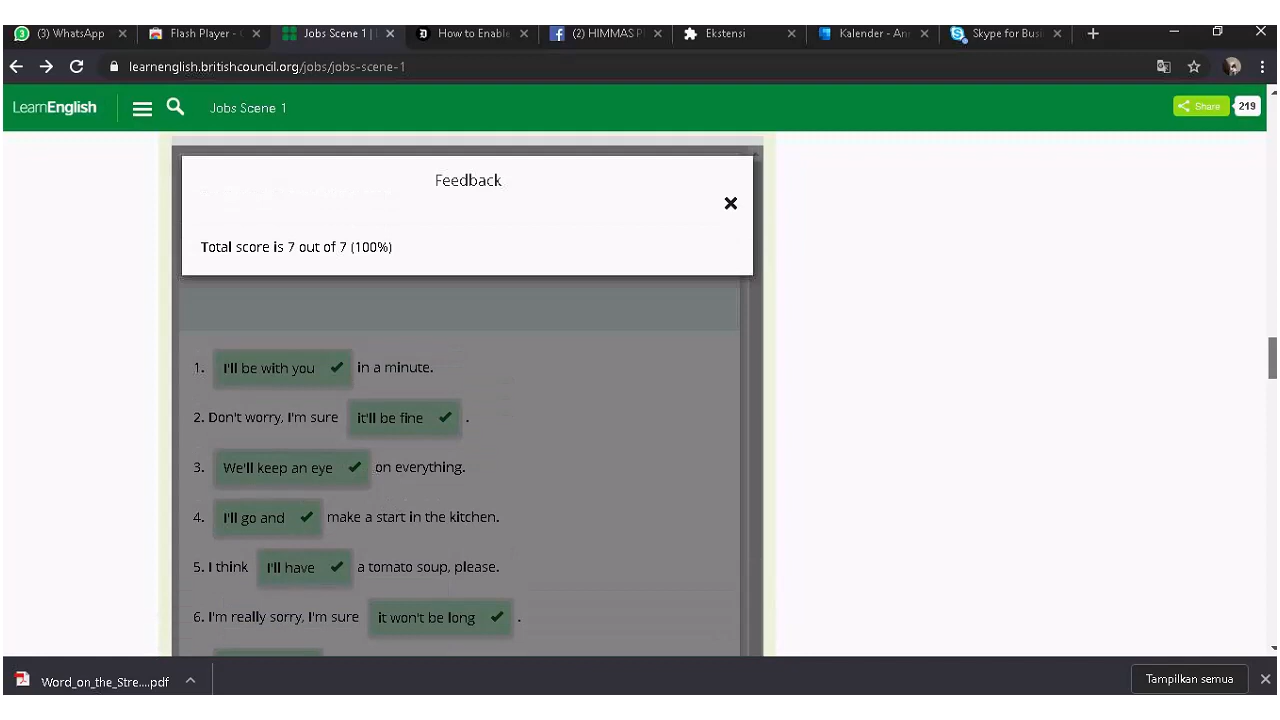 (3) WhatsApp
Flash Player - 
Jobs Scene 1 |
How to Enable
(2) HIMMAS P
Ekstensi
Kalender - An
Skype for Busi
learnenglish.britishcouncil.org/jobs/jobs-scene-1
LearnEnglish
Jobs Scene 1
Share
219
Feedback
Total score is 7 out of 7 (100%)
1. I'll be with you in a minute.
2. Don't worry, I'm sure it'll be fine .
3. We'll keep an eye on everything.
4. I'll go and make a start in the kitchen.
5. I think I'll have a tomato soup, please.
6. I'm really sorry, I'm sure it won't be long .
Word_on_the_Stre....pdf
Tampilkan semua